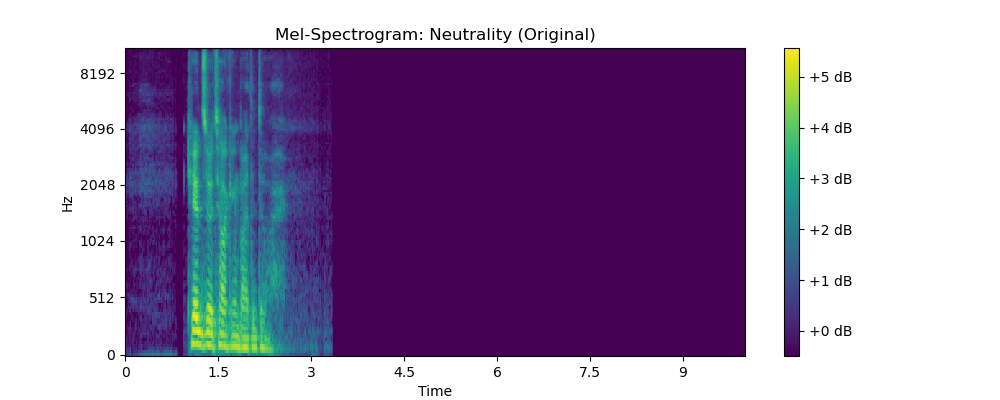 Mel-Spectrogram: Neutrality (Original)
Hz
8192
4096
2048
1024
512
0
0 1.5 3 4.5 6 7.5 9
Time
+5 dB
+4 dB
+3 dB
+2 dB
+1 dB
+0 dB